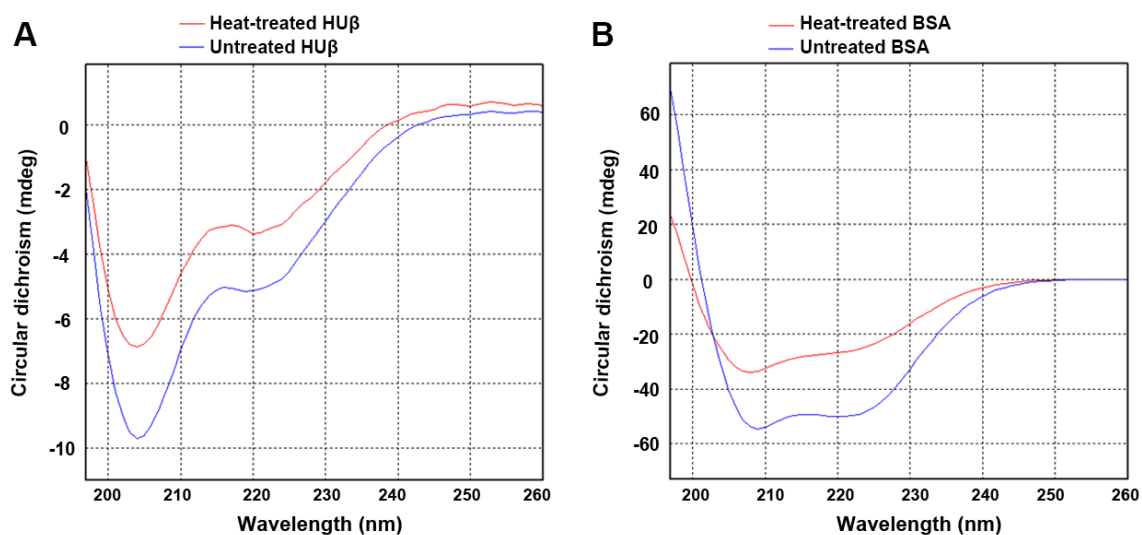 A
Heat-treated HUβ
Untreated HUβ
Circular dichroism (mdeg)
0
-2
-4
-6
-8
-10
200 210 220 230 240 250 260
Wavelength (nm)
B
Heat-treated BSA
Untreated BSA
Circular dichroism (mdeg)
60
40
20
0
-20
-40
-60
200 210 220 230 240 250 260
Wavelength (nm)